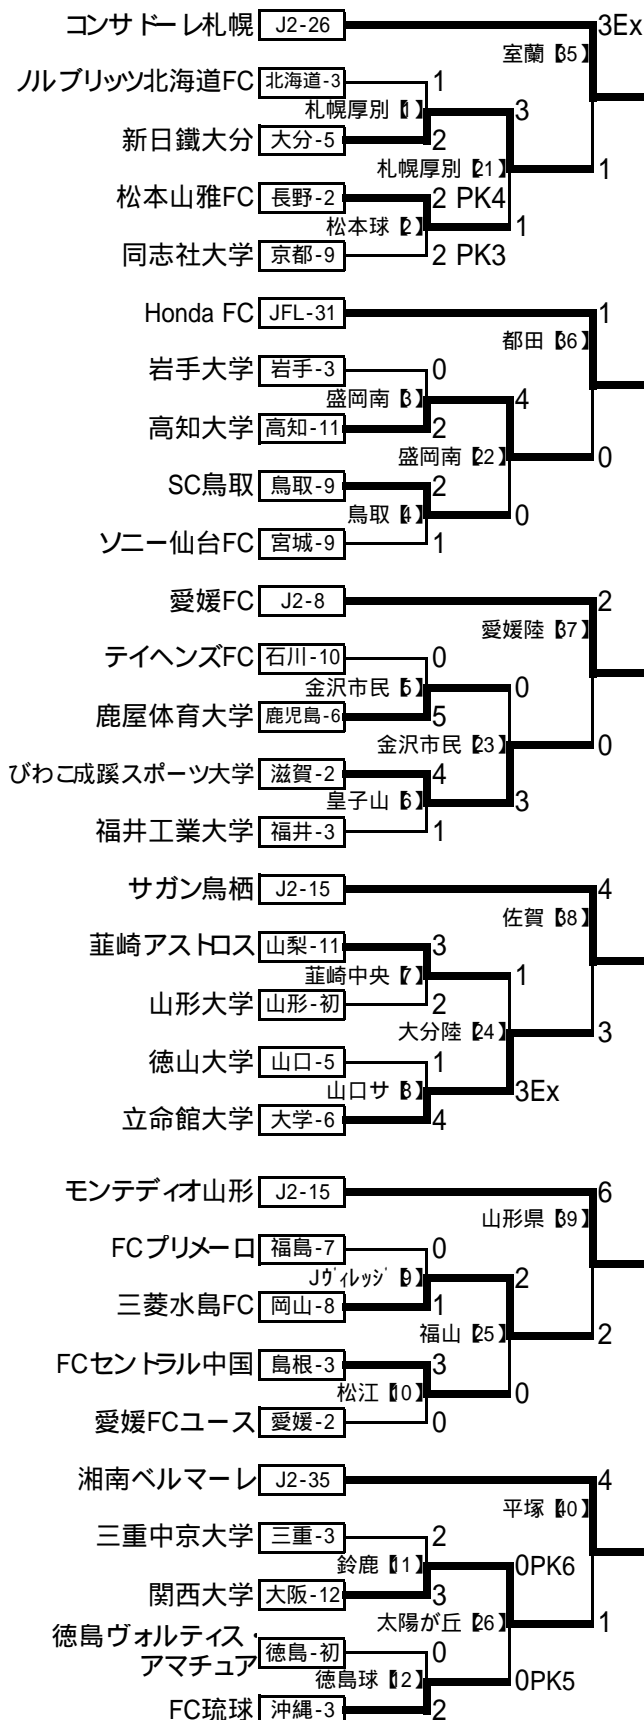 コンサドーレ札幌 J2-26 3Ex
室蘭【35】
ノルブリッツ北海道FC 北海道-3 1
札幌厚別【1】 3
新日鐵大分 大分-5 2
札幌厚別【21】 1
松本山雅FC 長野-2 2 PK4
松本球【2】 1
同志社大学 京都-9 2 PK3
Honda FC JFL-31 1
都田【36】
岩手大学 岩手-3 0
盛岡南【3】 4
高知大学 高知-11 2
盛岡南【22】 0
SC鳥取 鳥取-9 2
鳥取【4】 0
ソニー仙台FC 宮城-9 1
愛媛FC J2-8 2
愛媛陸【37】
テイヘンズFC 石川-10 0
金沢市民【5】 0
鹿屋体育大学 鹿児島-6 5
金沢市民【23】 0
びわこ成蹊スポーツ大学 滋賀-2 4
皇子山【6】 3
福井工業大学 福井-3 1
サガン鳥栖 J2-15 4
佐賀【38】
韮崎アストロス 山梨-11 3
韮崎中央【7】 1
山形大学 山形-初 2
大分陸【24】 3
徳山大学 山口-5 1
山口サ【8】 3Ex
立命館大学 大学-6 4
モンテディオ山形 J2-15 6
山形県【39】
FCプリメーロ 福島-7 0
Jヴィレッジ【9】 2
三菱水島FC 岡山-8 1
福山【25】 2
FCセントラル中国 島根-3 3
松江【10】 0
愛媛FCユース 愛媛-2 0
湘南ベルマーレ J2-35 4
平塚【40】
三重中京大学 三重-3 2
鈴鹿【11】 0PK6
関西大学 大阪-12 3
太陽が丘【26】 1
徳島ヴォルティス・
アマチュア 徳島-初 0
徳島球【12】 0PK5
FC琉球 沖縄-3 2